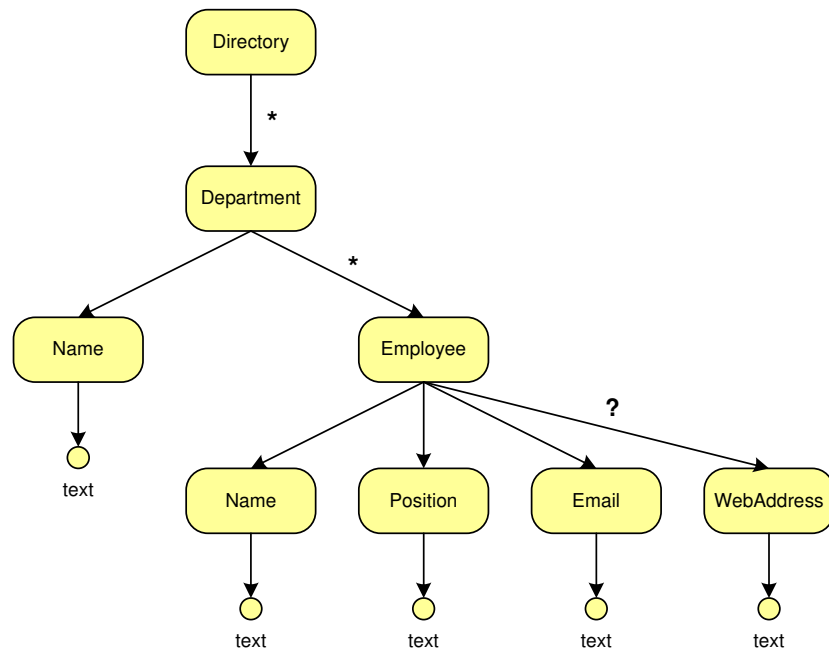 Directory
*
Department
*
Name
Employee
?
text
Name
Position
Email
WebAddress
text
text
text
text